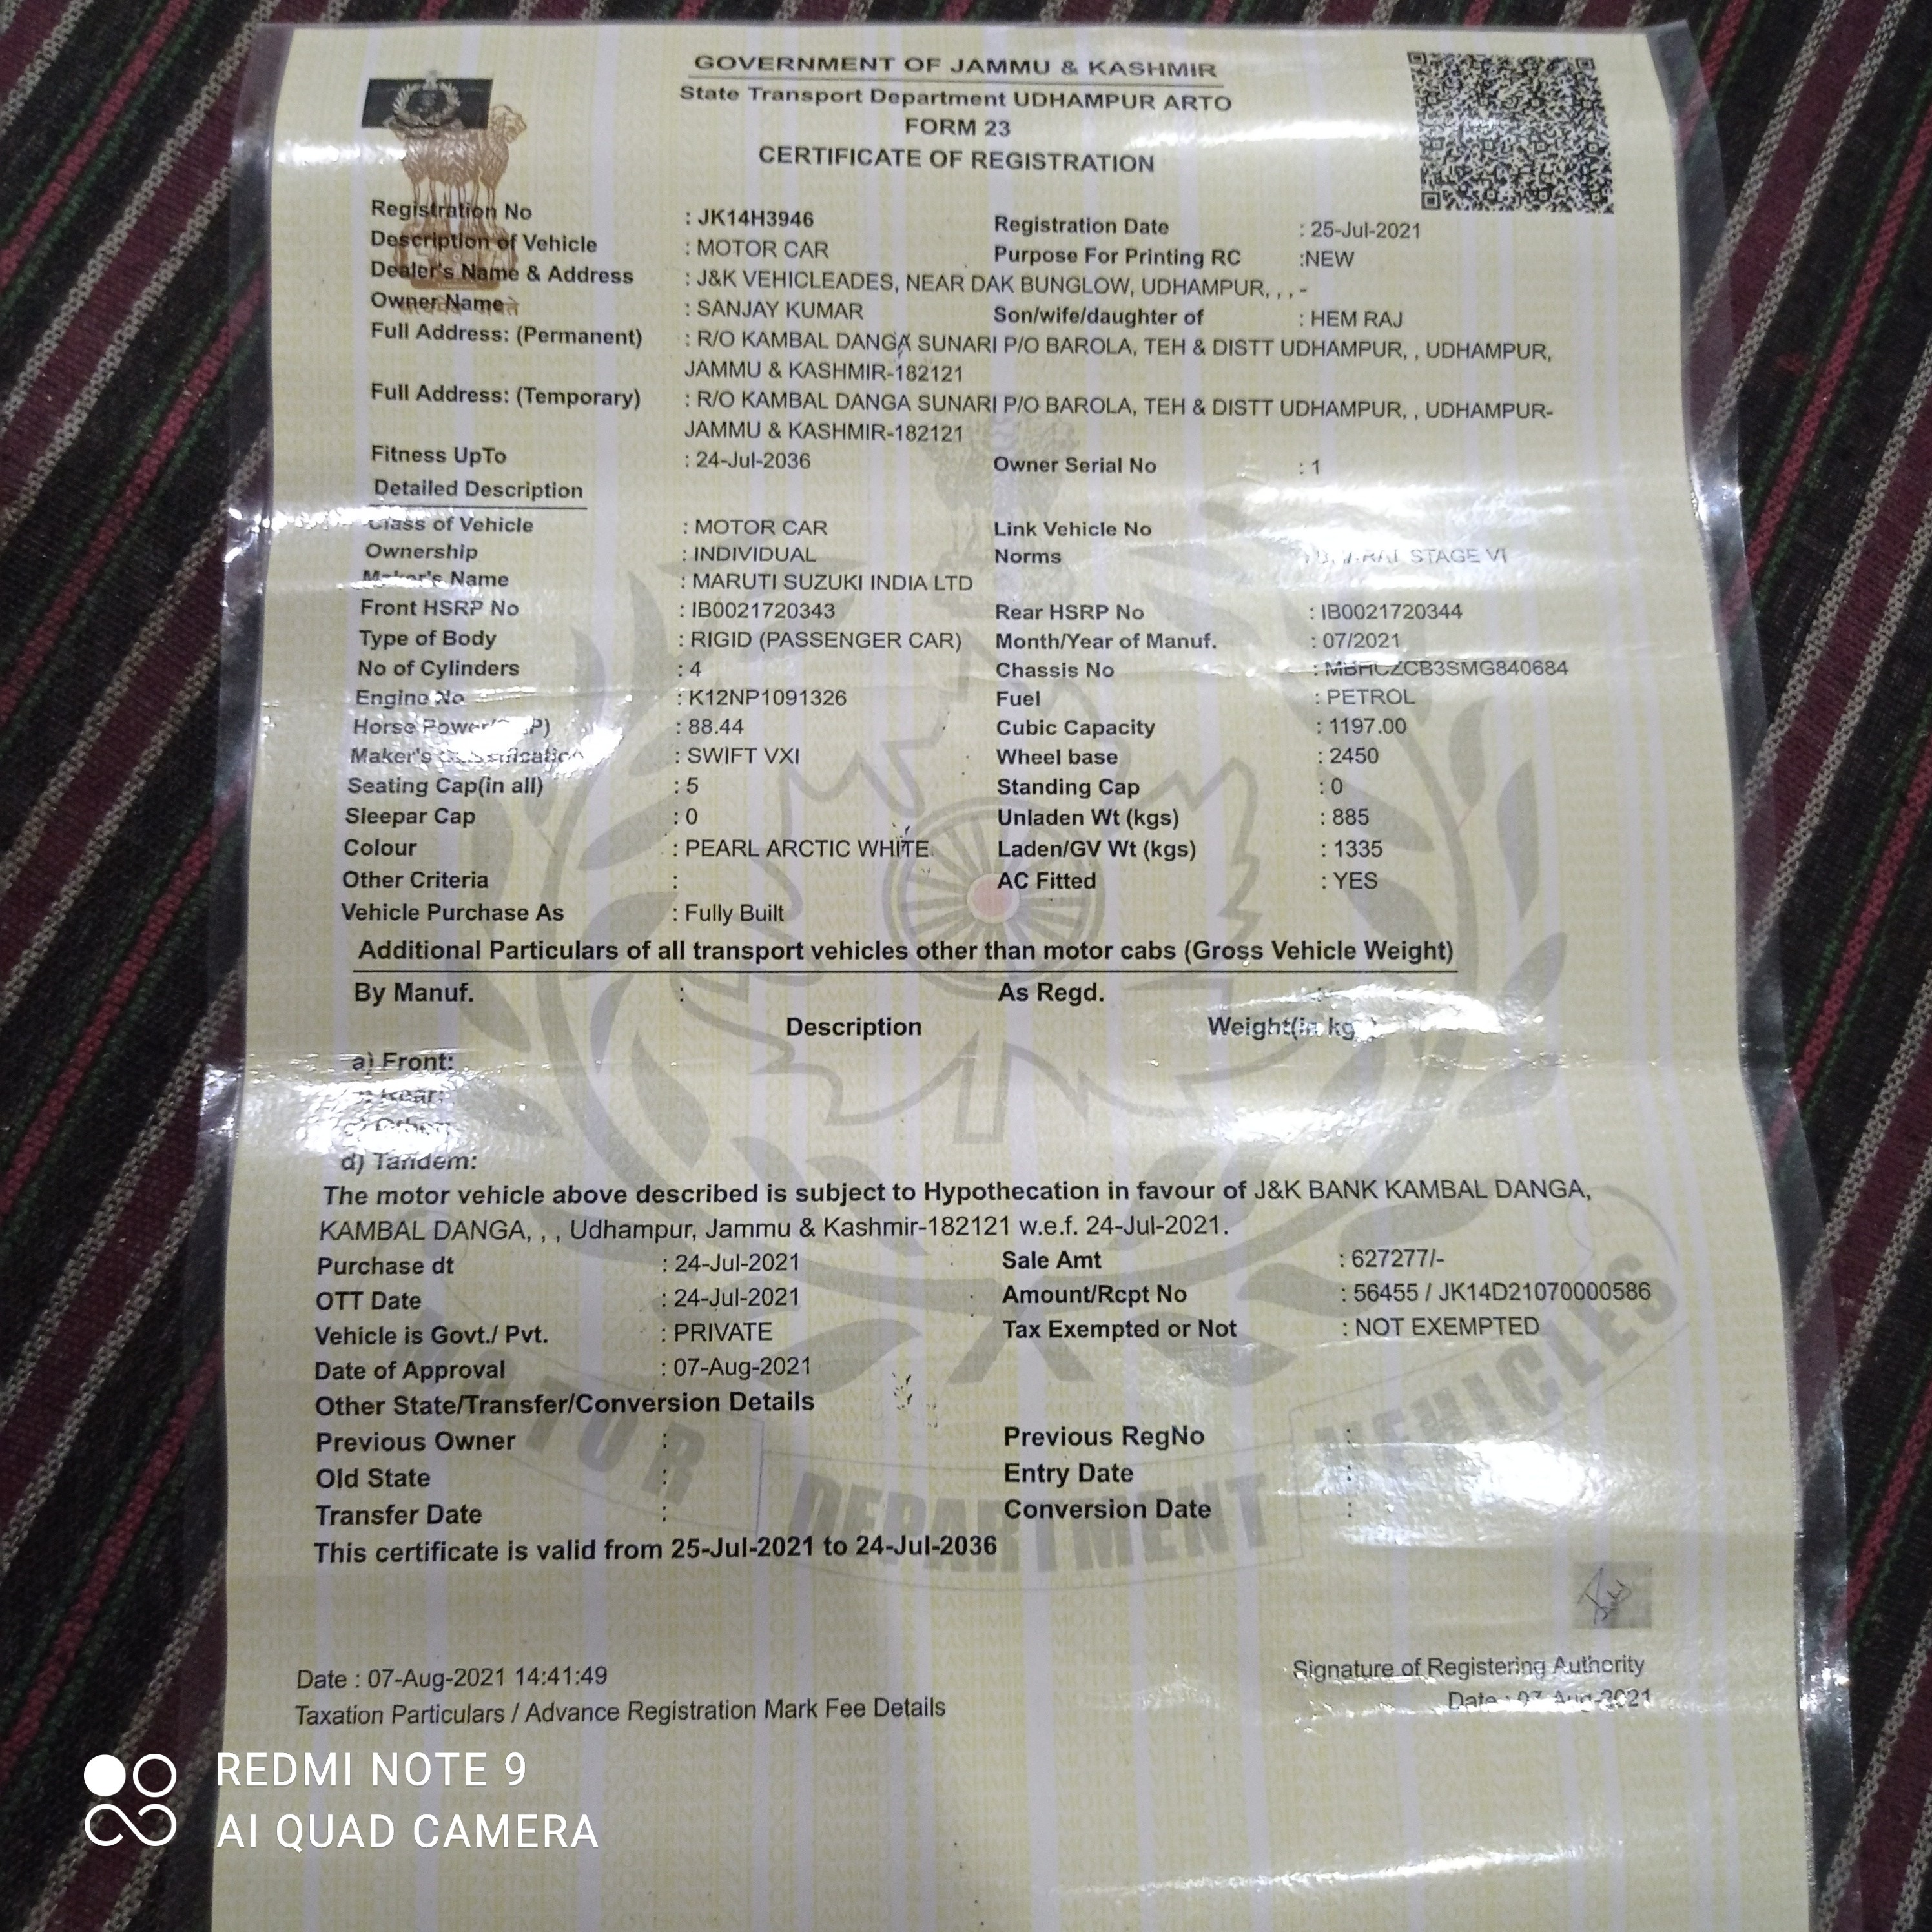 GOVERNMENT OF JAMMU & KASHMIR
State Transport Department UDHAMPUR ARTO
FORM 23
CERTIFICATE OF REGISTRATION
Registration No : JK14H3946 Registration Date : 25-Jul-2021
Description of Vehicle : MOTOR CAR Purpose For Printing RC :NEW
Dealer's Name & Address : J&K VEHICLEADES, NEAR DAK BUNGLOW, UDHAMPUR, , , -
Owner Name : SANJAY KUMAR Son/wife/daughter of : HEM RAJ
Full Address: (Permanent) : R/O KAMBAL DANGA SUNARI P/O BAROLA, TEH & DISTT UDHAMPUR, , UDHAMPUR,
JAMMU & KASHMIR-182121
Full Address: (Temporary) : R/O KAMBAL DANGA SUNARI P/O BAROLA, TEH & DISTT UDHAMPUR, , UDHAMPUR-
JAMMU & KASHMIR-182121
Fitness UpTo : 24-Jul-2036 Owner Serial No : 1
Detailed Description
Class of Vehicle : MOTOR CAR Link Vehicle No
Ownership : INDIVIDUAL Norms STAGE VI
Maker's Name : MARUTI SUZUKI INDIA LTD
Front HSRP No : IB0021720343 Rear HSRP No : IB0021720344
Type of Body : RIGID (PASSENGER CAR) Month/Year of Manuf. : 07/2021
No of Cylinders : 4 Chassis No : MBHCZCB3SMG840684
Engine No : K12NP1091326 Fuel : PETROL
Horse : 88.44 Cubic Capacity : 1197.00
Maker's : SWIFT VXI Wheel base : 2450
Seating Cap(in all) : 5 Standing Cap : 0
Sleepar Cap : 0 Unladen Wt (kgs) : 885
Colour : PEARL ARCTIC WHITE Laden/GV Wt (kgs) : 1335
Other Criteria : AC Fitted : YES
Vehicle Purchase As : Fully Built
Additional Particulars of all transport vehicles other than motor cabs (Gross Vehicle Weight)
By Manuf. : As Regd.
Description Weight(in kg
a) Front:
Rear:
d) Tandem:
The motor vehicle above described is subject to Hypothecation in favour of J&K BANK KAMBAL DANGA,
KAMBAL DANGA, , , Udhampur, Jammu & Kashmir-182121 w.e.f. 24-Jul-2021.
Purchase dt : 24-Jul-2021 Sale Amt : 627277/-
OTT Date : 24-Jul-2021 Amount/Rcpt No : 56455 / JK14D21070000586
Vehicle is Govt./ Pvt. : PRIVATE Tax Exempted or Not : NOT EXEMPTED
Date of Approval : 07-Aug-2021
Other State/Transfer/Conversion Details
Previous Owner : Previous RegNo :
Old State : Entry Date :
Transfer Date : Conversion Date :
This certificate is valid from 25-Jul-2021 to 24-Jul-2036
Date : 07-Aug-2021 14:41:49 Signature of Registering Authority
Date : 07-Aug-2021
Taxation Particulars / Advance Registration Mark Fee Details
DEPARTMENT VEHICLES
REDMI NOTE 9
AI QUAD CAMERA